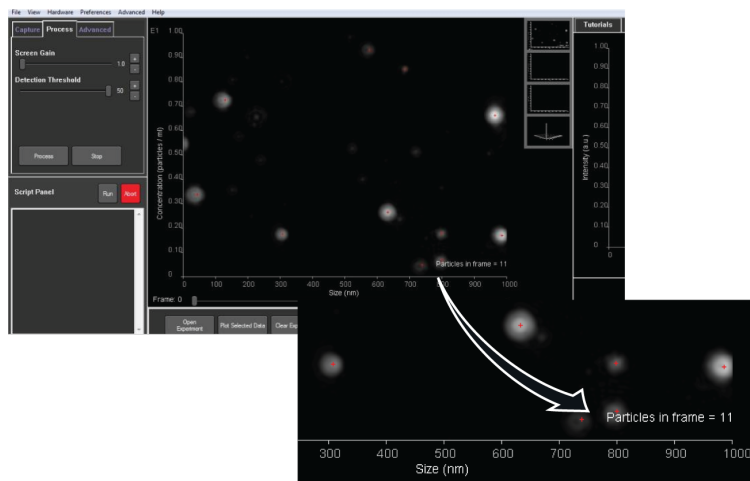 File View Hardware Preferences Advanced Help
Capture Process Advanced
Screen Gain
1.0
+
-
Detection Threshold
50
+
-
Process Stop
Script Panel
Run Abort
E1
1.00
0.90
0.80
0.70
0.60
0.50
0.40
0.30
0.20
0.10
0
Concentration (particles / ml)
Particles in frame = 11
0 100 200 300 400 500 600 700 800 900 1000
Size (nm)
Frame: 0
Open Experiment
Plot Selected Data
Clear Exp
Tutorials
1.00
0.90
0.80
0.70
0.60
0.50
0.40
0.30
0.20
0.10
0
Intensity (a.u.)
0
Particles in frame = 11
300 400 500 600 700 800 900 1000
Size (nm)